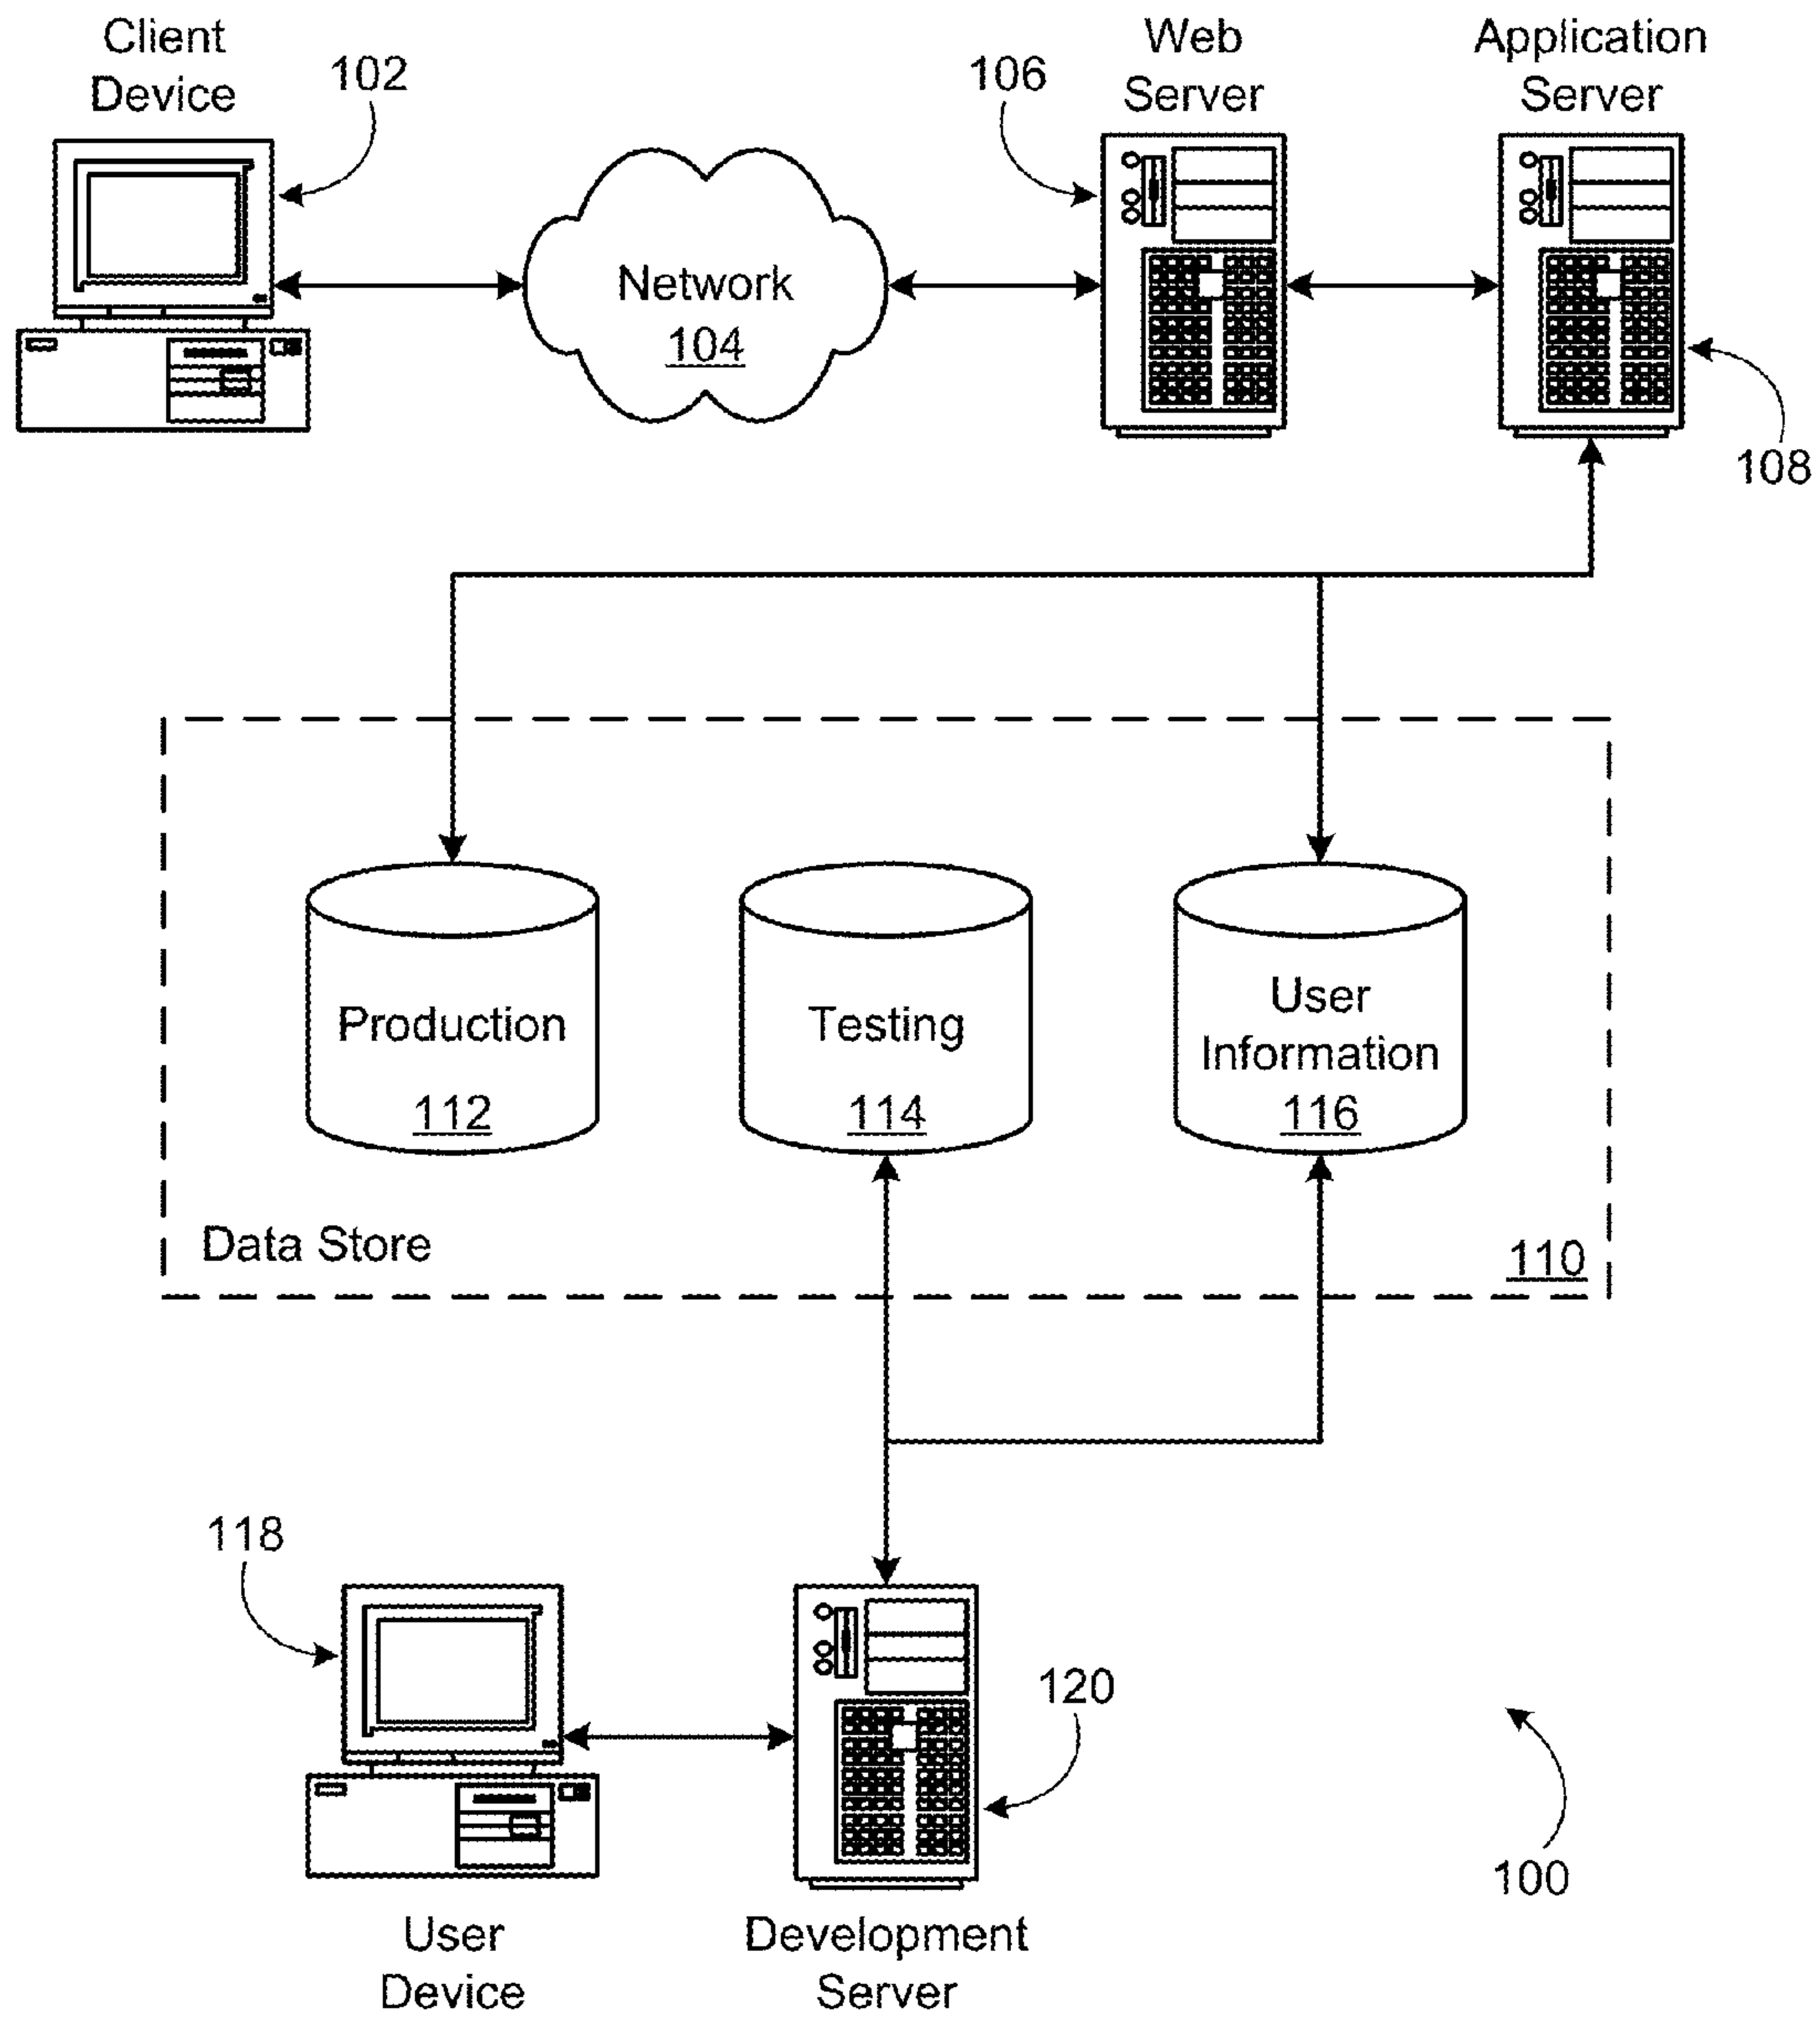 Client
Device
102
106
Web
Server
Application
Server
Network
104
108
Production
112
Testing
114
User
Information
116
Data Store
110
118
120
100
User
Device
Development
Server